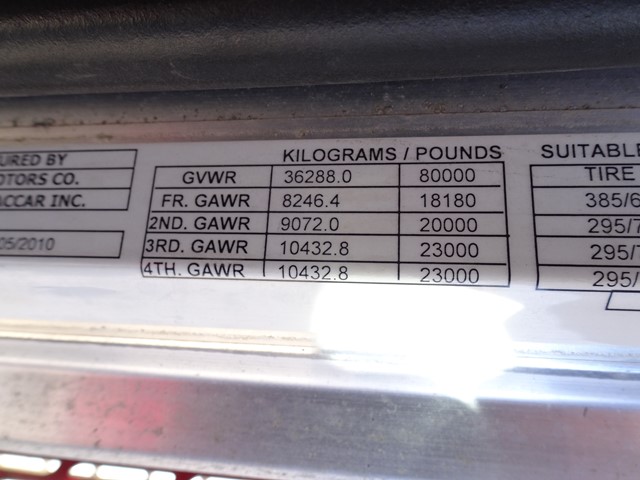 URED BY
OTORS CO.
ACCAR INC.
05/2010
KILOGRAMS / POUNDS
GVWR 36288.0 80000
FR. GAWR 8246.4 18180
2ND. GAWR 9072.0 20000
3RD. GAWR 10432.8 23000
4TH. GAWR 10432.8 23000
SUITABLE
TIRE
385/6
295/7
295/7
295/